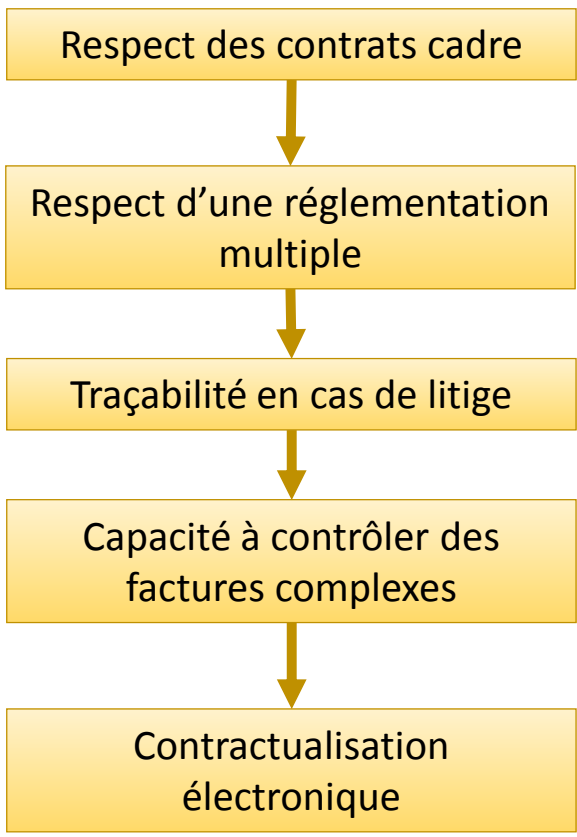 Respect des contrats cadre
Respect d’une réglementation
multiple
Traçabilité en cas de litige
Capacité à contrôler des
factures complexes
Contractualisation
électronique